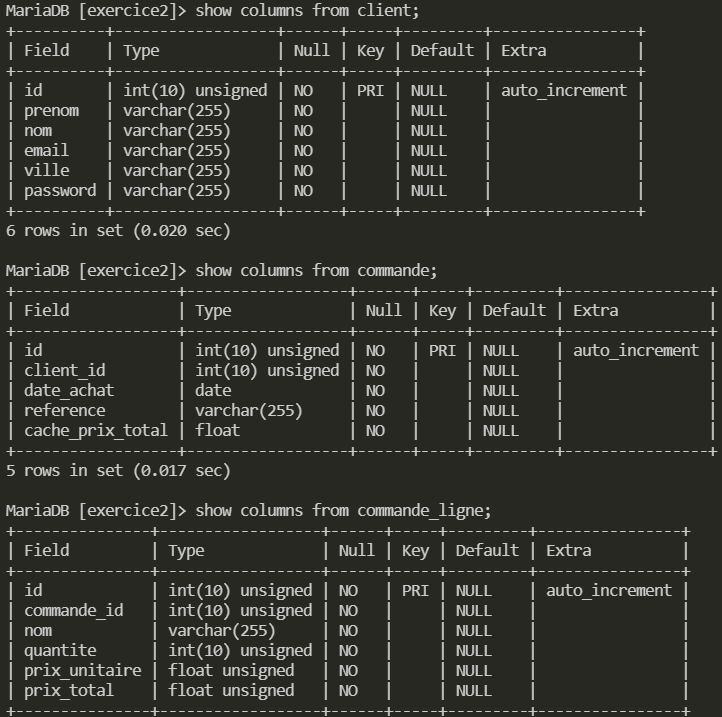 MariaDB [exercice2]> show columns from client;
+----------+------------------+------+-----+---------+----------------+
| Field    | Type             | Null | Key | Default | Extra          |
+----------+------------------+------+-----+---------+----------------+
| id       | int(10) unsigned | NO   | PRI | NULL    | auto_increment |
| prenom   | varchar(255)     | NO   |     | NULL    |                |
| nom      | varchar(255)     | NO   |     | NULL    |                |
| email    | varchar(255)     | NO   |     | NULL    |                |
| ville    | varchar(255)     | NO   |     | NULL    |                |
| password | varchar(255)     | NO   |     | NULL    |                |
+----------+------------------+------+-----+---------+----------------+
6 rows in set (0.020 sec)

MariaDB [exercice2]> show columns from commande;
+------------------+------------------+------+-----+---------+----------------+
| Field            | Type             | Null | Key | Default | Extra          |
+------------------+------------------+------+-----+---------+----------------+
| id               | int(10) unsigned | NO   | PRI | NULL    | auto_increment |
| client_id        | int(10) unsigned | NO   |     | NULL    |                |
| date_achat       | date             | NO   |     | NULL    |                |
| reference        | varchar(255)     | NO   |     | NULL    |                |
| cache_prix_total | float            | NO   |     | NULL    |                |
+------------------+------------------+------+-----+---------+----------------+
5 rows in set (0.017 sec)

MariaDB [exercice2]> show columns from commande_ligne;
+---------------+------------------+------+-----+---------+----------------+
| Field         | Type             | Null | Key | Default | Extra          |
+---------------+------------------+------+-----+---------+----------------+
| id            | int(10) unsigned | NO   | PRI | NULL    | auto_increment |
| commande_id   | int(10) unsigned | NO   |     | NULL    |                |
| nom           | varchar(255)     | NO   |     | NULL    |                |
| quantite      | int(10) unsigned | NO   |     | NULL    |                |
| prix_unitaire | float unsigned   | NO   |     | NULL    |                |
| prix_total    | float unsigned   | NO   |     | NULL    |                |
+---------------+------------------+------+-----+---------+----------------+